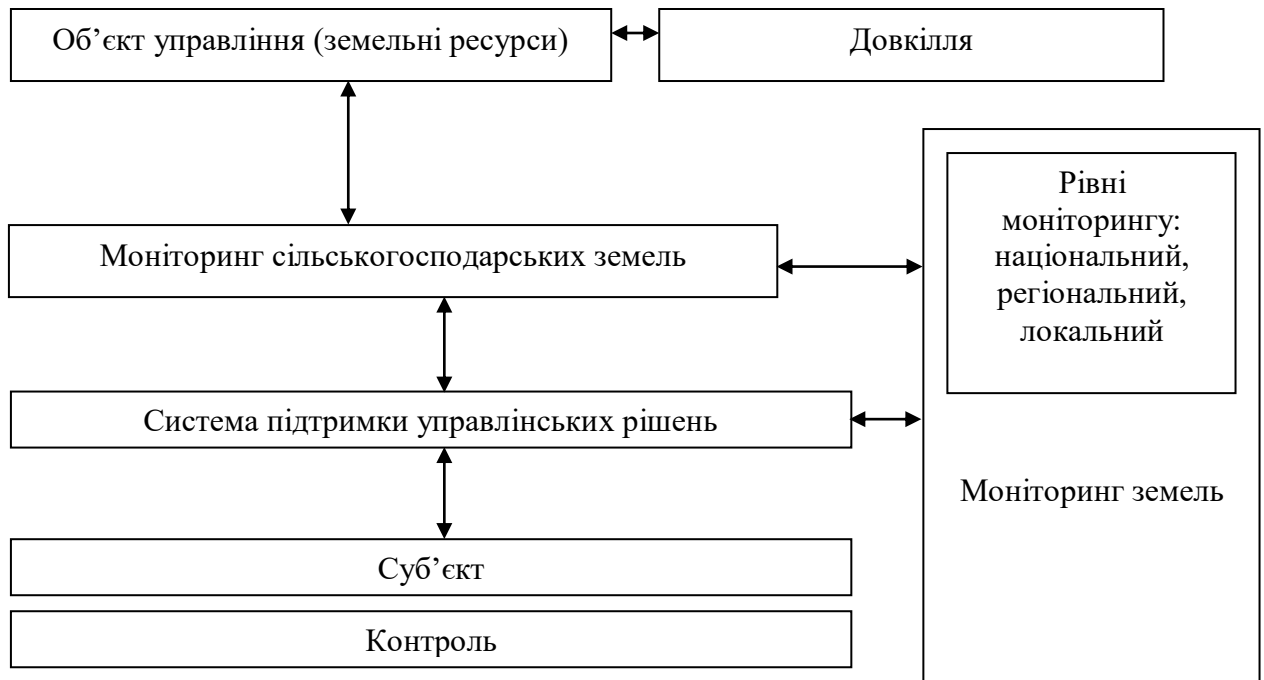 Об’єкт управління (земельні ресурси)
Довкілля
Рівні
моніторингу:
національний,
регіональний,
локальний
Моніторинг сільськогосподарських земель
Система підтримки управлінських рішень
Моніторинг земель
Суб’єкт
Контроль